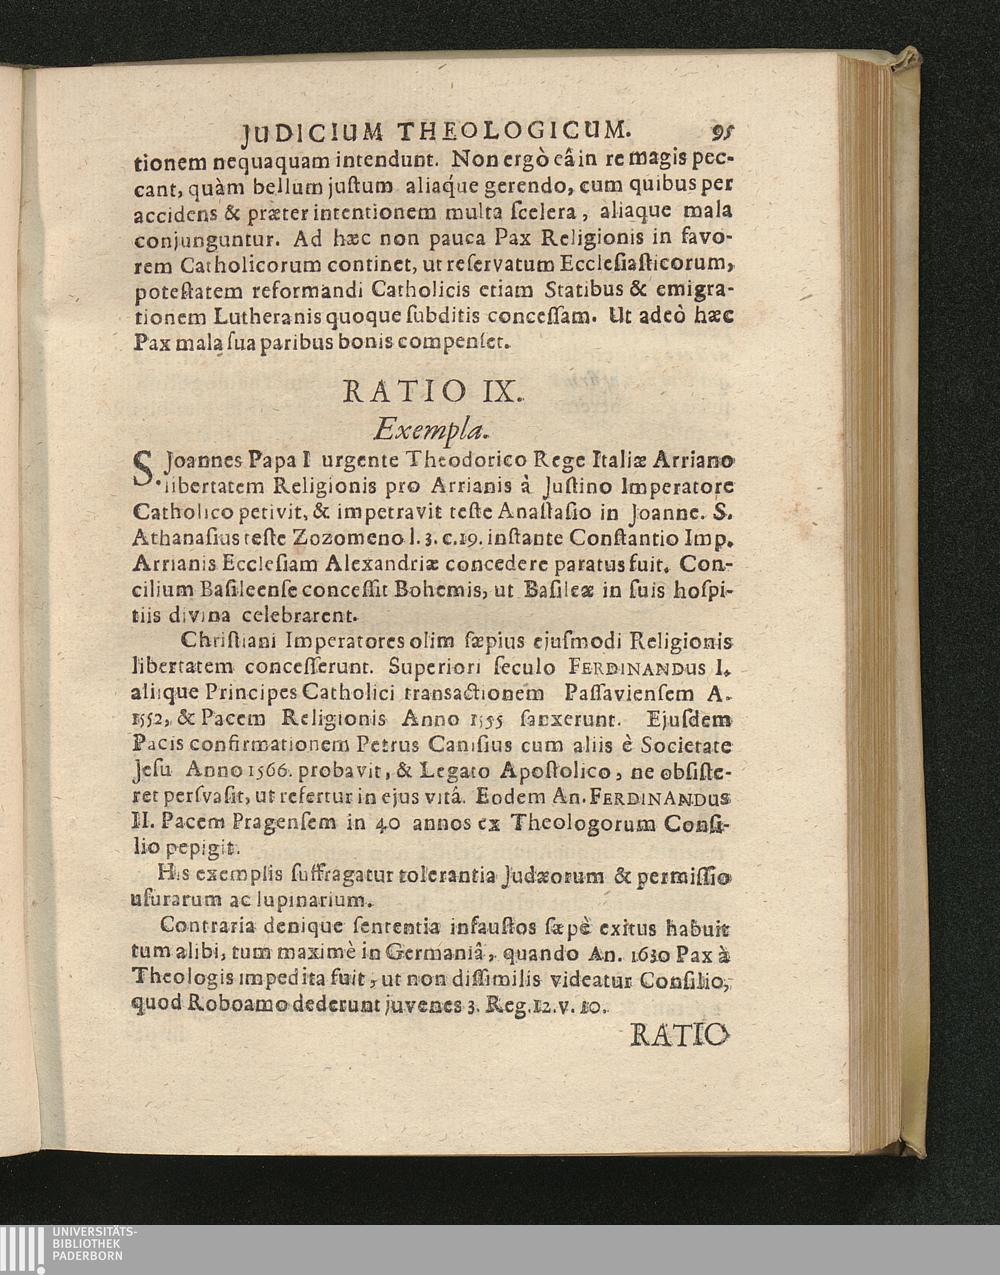 JUDICIUM THEOLOGICUM. 95
tionem nequaquam intendunt. Non ergò eâ in re magis pec-
cant, quàm bellum juſtum aliaq́ue gerendo, cum quibus per
accidens & præter intentionem multa ſcelera, aliaque mala
conjunguntur. Ad hæc non pauca Pax Religionis in favo-
rem Catholicorum continet, ut reſervatum Eccleſiaſticorum,
poteſtatem reformandi Catholicis etiam Statibus & emigra-
tionem Lutheranis quoque ſubditis conceſſam. Ut adeò hæc
Pax mala ſua paribus bonis compenſet.
RATIO IX.
Exempla.
S. Joannes Papa I urgente Theodorico Rege Italiæ Arriano
libertatem Religionis pro Arrianis à Juſtino Imperatore
Catholico petivit, & impetravit teſte Anaſtaſio in Joanne. S.
Athanaſius teſte Zozomeno l. 3. c. 19. inſtante Conſtantio Imp.
Arrianis Eccleſiam Alexandriæ concedere paratus fuit. Con-
cilium Baſileenſe conceſſit Bohemis, ut Baſileæ in ſuis hoſpi-
tiis divina celebrarent.
Chriſtiani Imperatores olim ſæpius ejuſmodi Religionis
libertatem conceſſerunt. Superiori ſeculo FERDINANDUS I.
aliique Principes Catholici transactionem Paſſavienſem A.
1552, & Pacem Religionis Anno 1555 ſanxerunt. Ejuſdem
Pacis confirmationem Petrus Caniſius cum aliis è Societate
Jeſu Anno 1566. probavit, & Legato Apoſtolico, ne obſiſte-
ret perſvaſit, ut refertur in ejus vitâ. Eodem An. FERDINANDUS
II. Pacem Pragenſem in 40 annos ex Theologorum Conſi-
lio pepigit.
His exemplis ſuffragatur tolerantia Judæorum & permiſſio
uſurarum ac lupinarium.
Contraria denique ſententia infauſtos ſæpè exitus habuit
tum alibi, tum maximè in Germaniâ, quando An. 1630 Pax à
Theologis impedita fuit, ut non diſſimilis videatur Conſilio,
quod Roboamo dederunt juvenes 3. Reg. 12. v. 10.
RATIO
UNIVERSITÄTS-
BIBLIOTHEK
PADERBORN